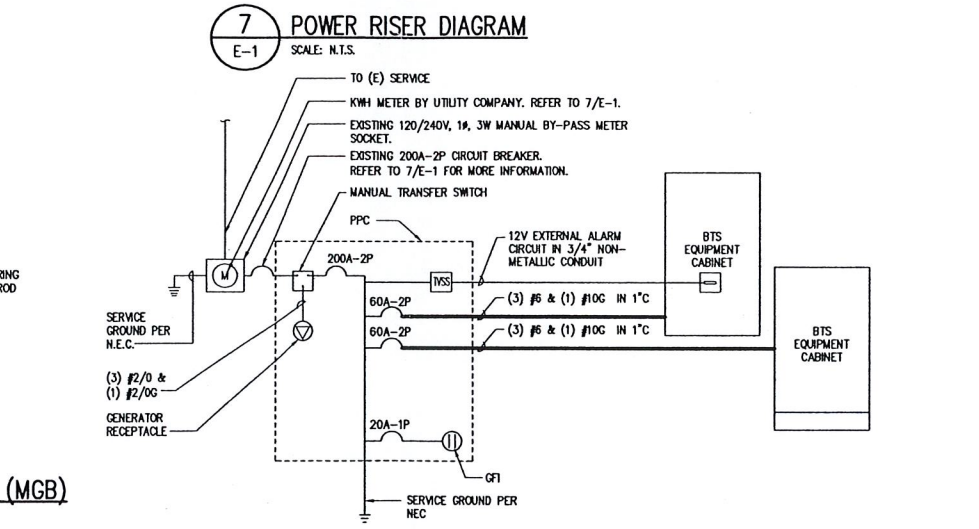 7
E-1
POWER RISER DIAGRAM
SCALE: N.T.S.
TO (E) SERVICE
KWH METER BY UTILITY COMPANY. REFER TO 7/E-1.
EXISTING 120/240V, 1ø, 3W MANUAL BY-PASS METER
SOCKET.
EXISTING 200A-2P CIRCUIT BREAKER.
REFER TO 7/E-1 FOR MORE INFORMATION.
MANUAL TRANSFER SWITCH
PPC
12V EXTERNAL ALARM
CIRCUIT IN 3/4" NON-
METALLIC CONDUIT
BTS
EQUIPMENT
CABINET
200A-2P
M
TVSS
RING
ROD
60A-2P
(3) #6 & (1) #10G IN 1"C
60A-2P
(3) #6 & (1) #10G IN 1"C
BTS
EQUIPMENT
CABINET
SERVICE
GROUND PER
N.E.C.
(3) #2/0 &
(1) #2/0G
GENERATOR
RECEPTACLE
20A-1P
GFI
(MGB)
SERVICE GROUND PER
NEC